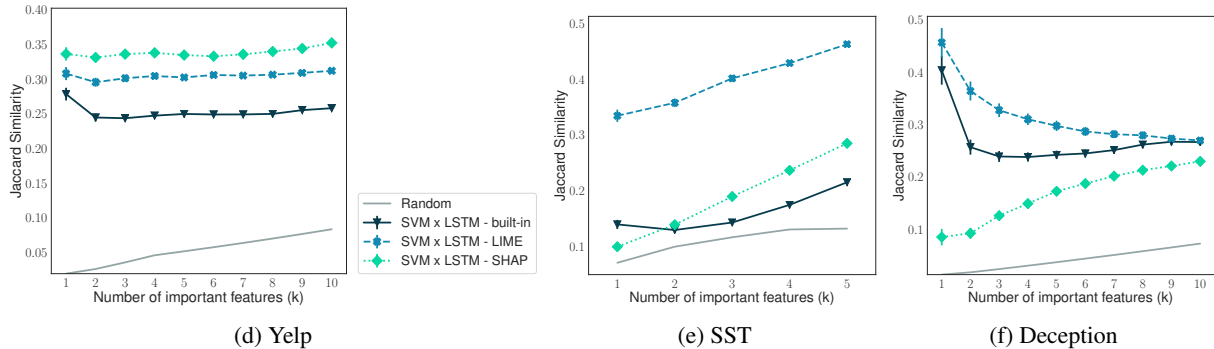 0.40
0.35
0.30
0.25
0.20
0.15
0.10
0.05
Jaccard Similarity
1 2 3 4 5 6 7 8 9 10
Number of important features (k)
(d) Yelp
Random
SVM x LSTM - built-in
SVM x LSTM - LIME
SVM x LSTM - SHAP
0.5
0.4
0.3
0.2
0.1
Jaccard Similarity
1 2 3 4 5
Number of important features (k)
(e) SST
0.5
0.4
0.3
0.2
0.1
Jaccard Similarity
1 2 3 4 5 6 7 8 9 10
Number of important features (k)
(f) Deception